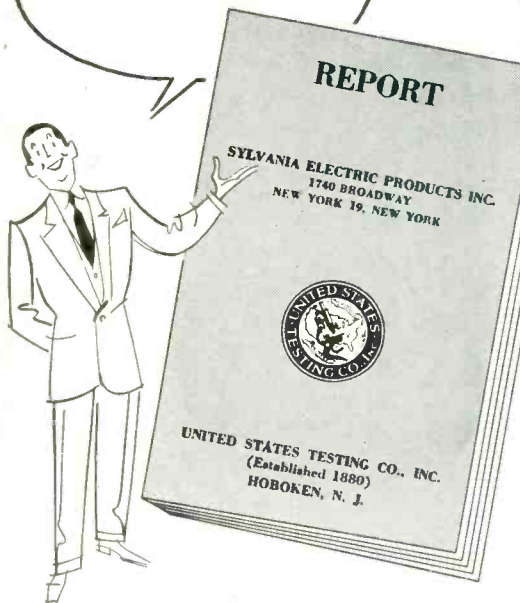 REPORT
SYLVANIA ELECTRIC PRODUCTS INC.
1740 BROADWAY
NEW YORK 19, NEW YORK
UNITED STATES
TESTING CO., INC.
UNITED STATES TESTING CO., INC.
(Established 1880)
HOBOKEN, N. J.